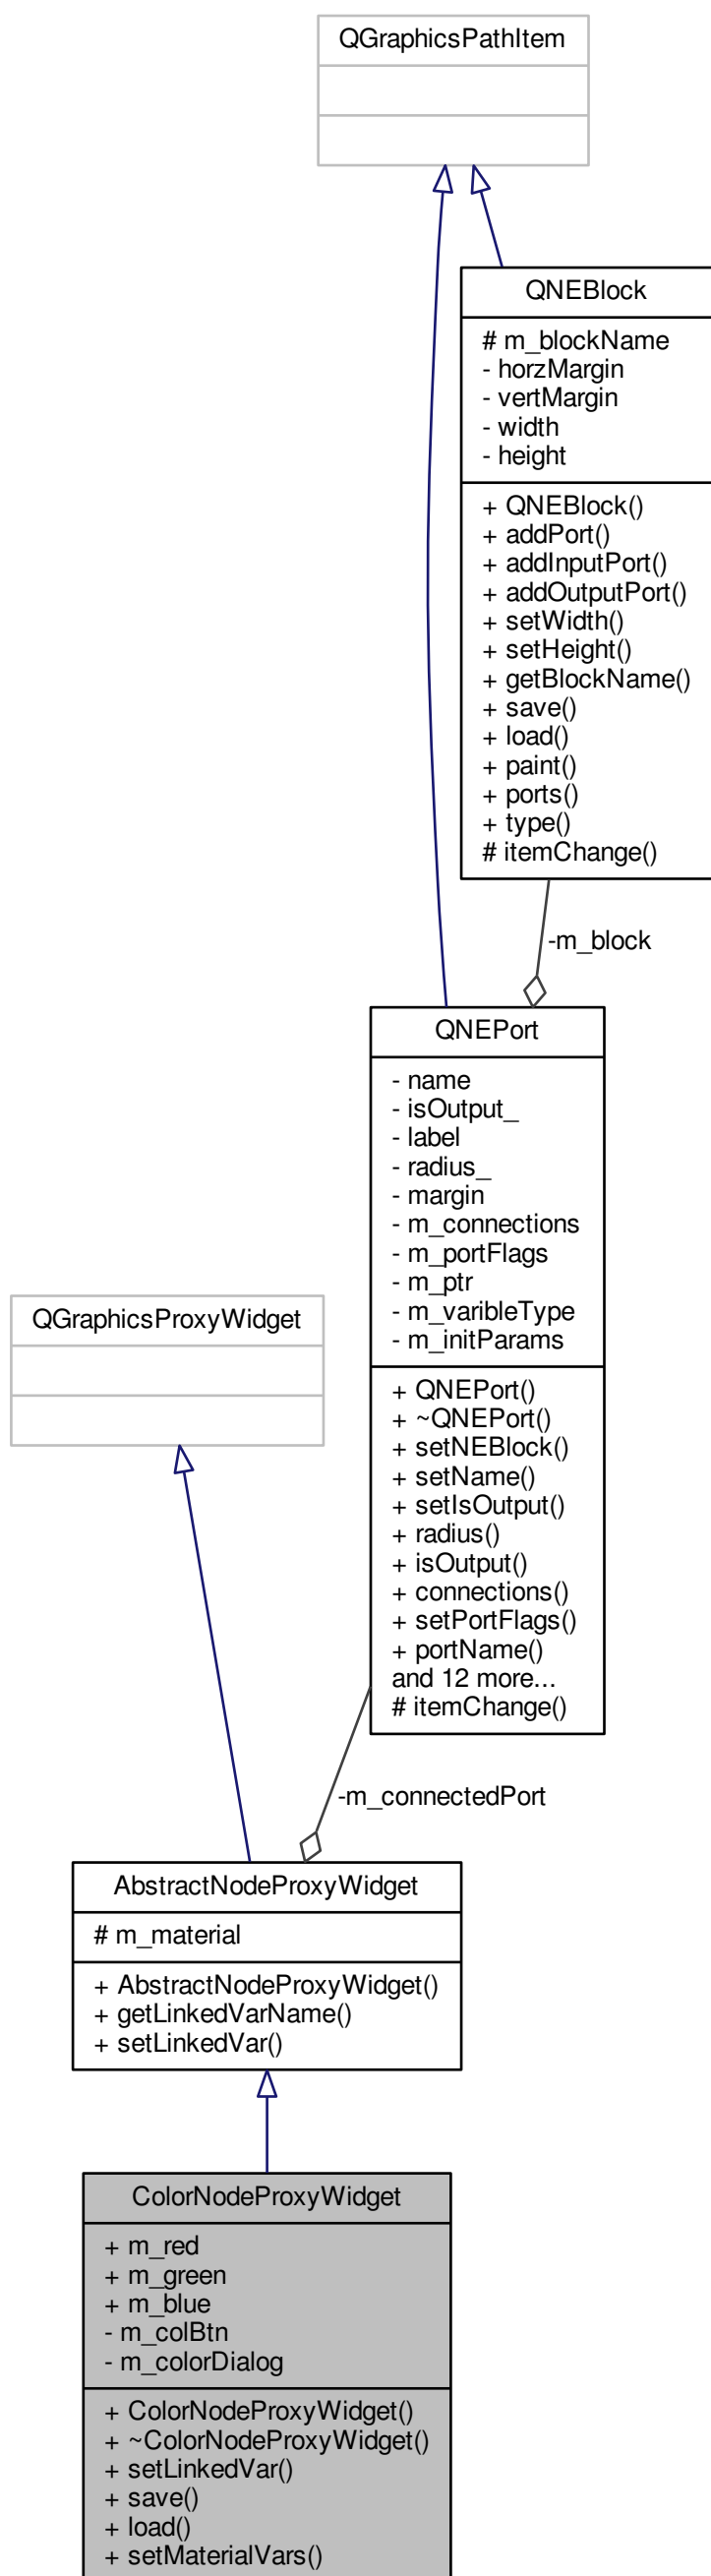 QGraphicsPathItem
QNEBlock
# m_blockName
- horzMargin
- vertMargin
- width
- height
+ QNEBlock()
+ addPort()
+ addInputPort()
+ addOutputPort()
+ setWidth()
+ setHeight()
+ getBlockName()
+ save()
+ load()
+ paint()
+ ports()
+ type()
# itemChange()
-m_block
QNEPort
- name
- isOutput_
- label
- radius_
- margin
- m_connections
- m_portFlags
- m_ptr
- m_varibleType
- m_initParams
+ QNEPort()
+ ~QNEPort()
+ setNEBlock()
+ setName()
+ setIsOutput()
+ radius()
+ isOutput()
+ connections()
+ setPortFlags()
+ portName()
and 12 more...
# itemChange()
QGraphicsProxyWidget
-m_connectedPort
AbstractNodeProxyWidget
# m_material
+ AbstractNodeProxyWidget()
+ getLinkedVarName()
+ setLinkedVar()
ColorNodeProxyWidget
+ m_red
+ m_green
+ m_blue
- m_colBtn
- m_colorDialog
+ ColorNodeProxyWidget()
+ ~ColorNodeProxyWidget()
+ setLinkedVar()
+ save()
+ load()
+ setMaterialVars()